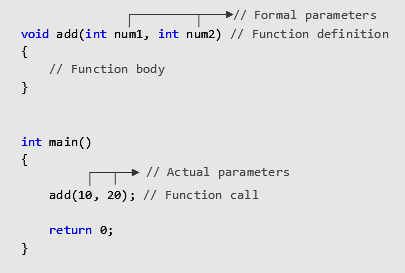 // Formal parameters
void add(int num1, int num2) // Function definition
{
// Function body
}
int main()
{
// Actual parameters
add(10, 20); // Function call
return 0;
}